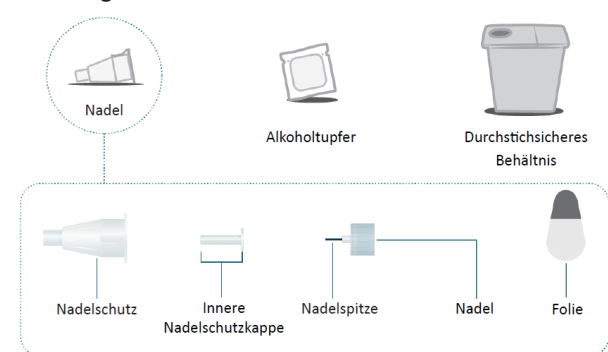 Nadel
Alkoholtupfer
Durchstichsicheres
Behältnis
Nadelschutz
Innere
Nadelschutzkappe
Nadelspitze
Nadel
Folie